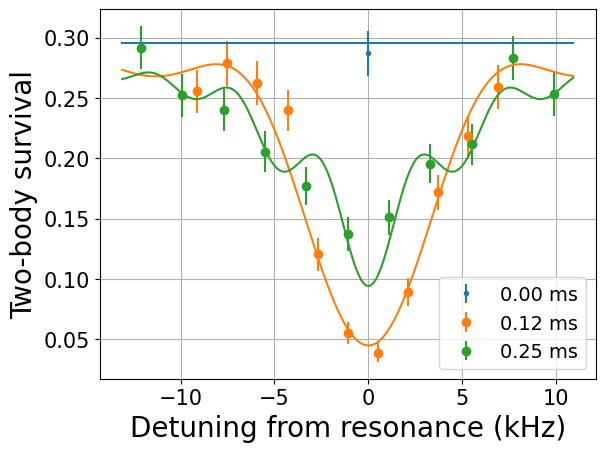 Two-body survival
0.30
0.25
0.20
0.15
0.10
0.05
0.00 ms
0.12 ms
0.25 ms
−10
−5
0
5
10
Detuning from resonance (kHz)